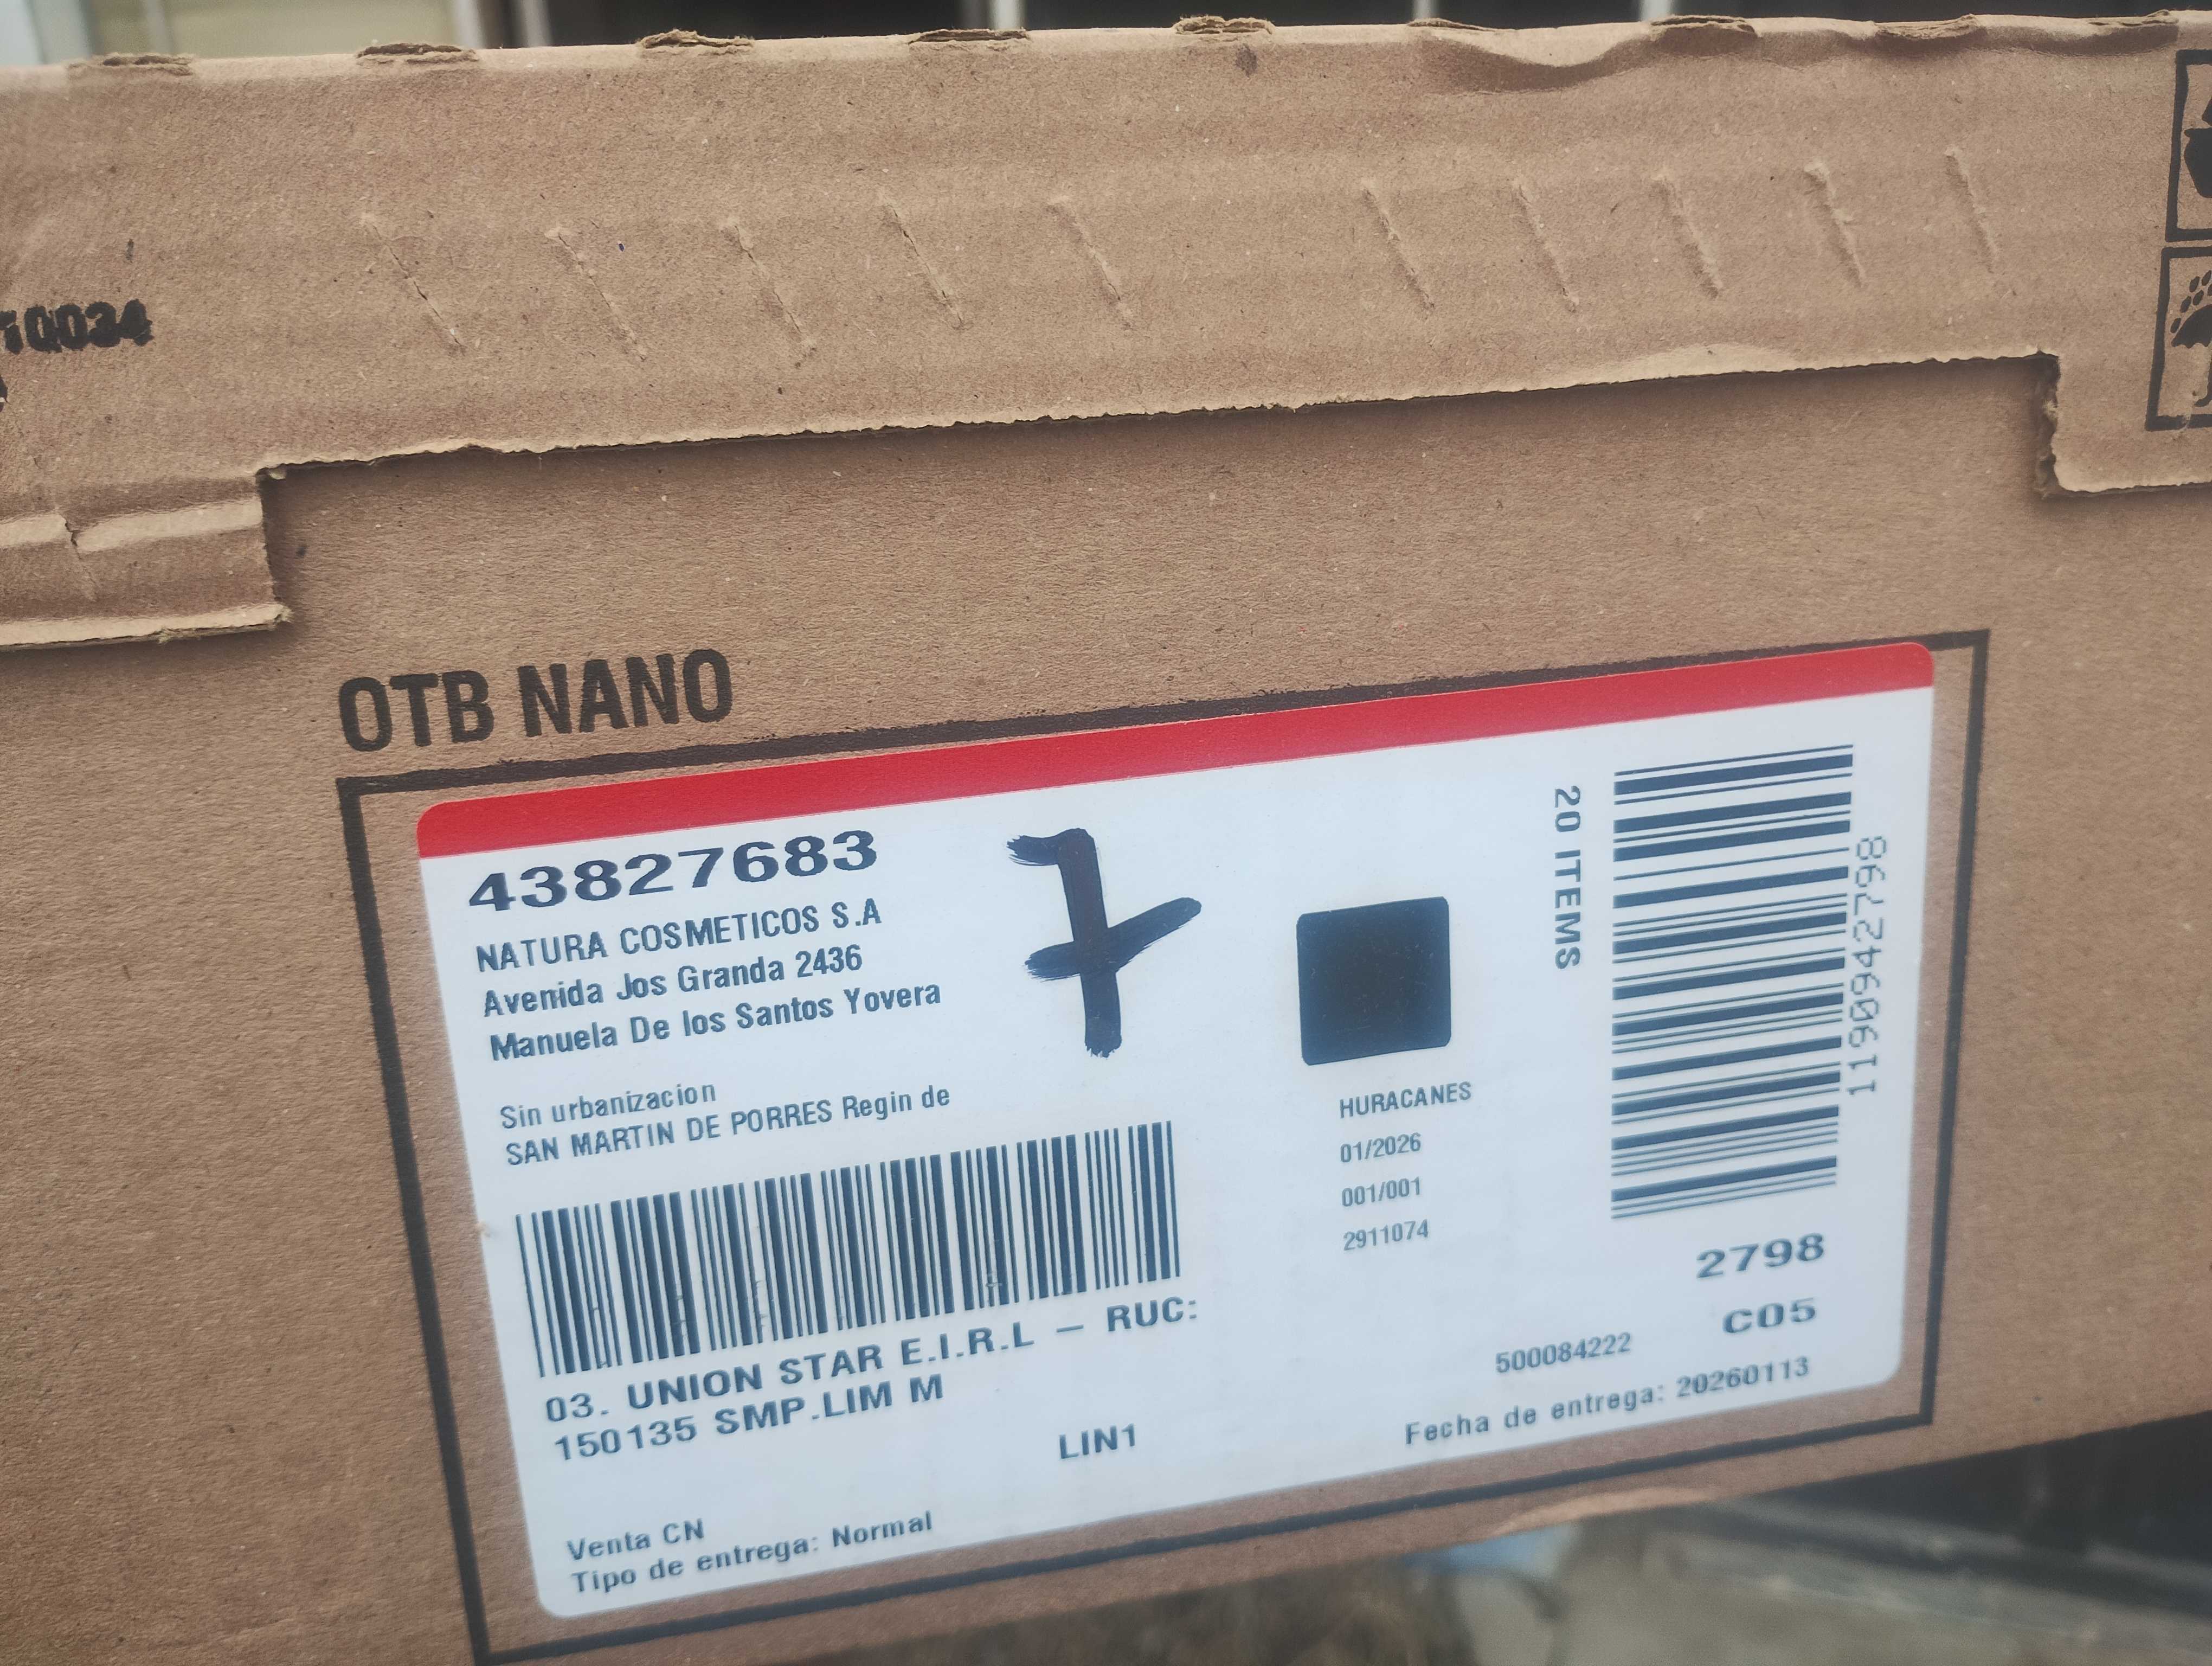 OTB NANO
43827683
NATURA COSMETICOS S.A
Avenida Jos Granda 2436
Manuela De los Santos Yovera
Sin urbanizacion
SAN MARTIN DE PORRES Regin de
03. UNION STAR E.I.R.L – RUC:
150135 SMP.LIM M
LIN1
Venta CN
Tipo de entrega: Normal
7
HURACANES
01/2026
001/001
2911074
20 ITEMS
1190942798
2798
C05
500084222
Fecha de entrega: 20260113